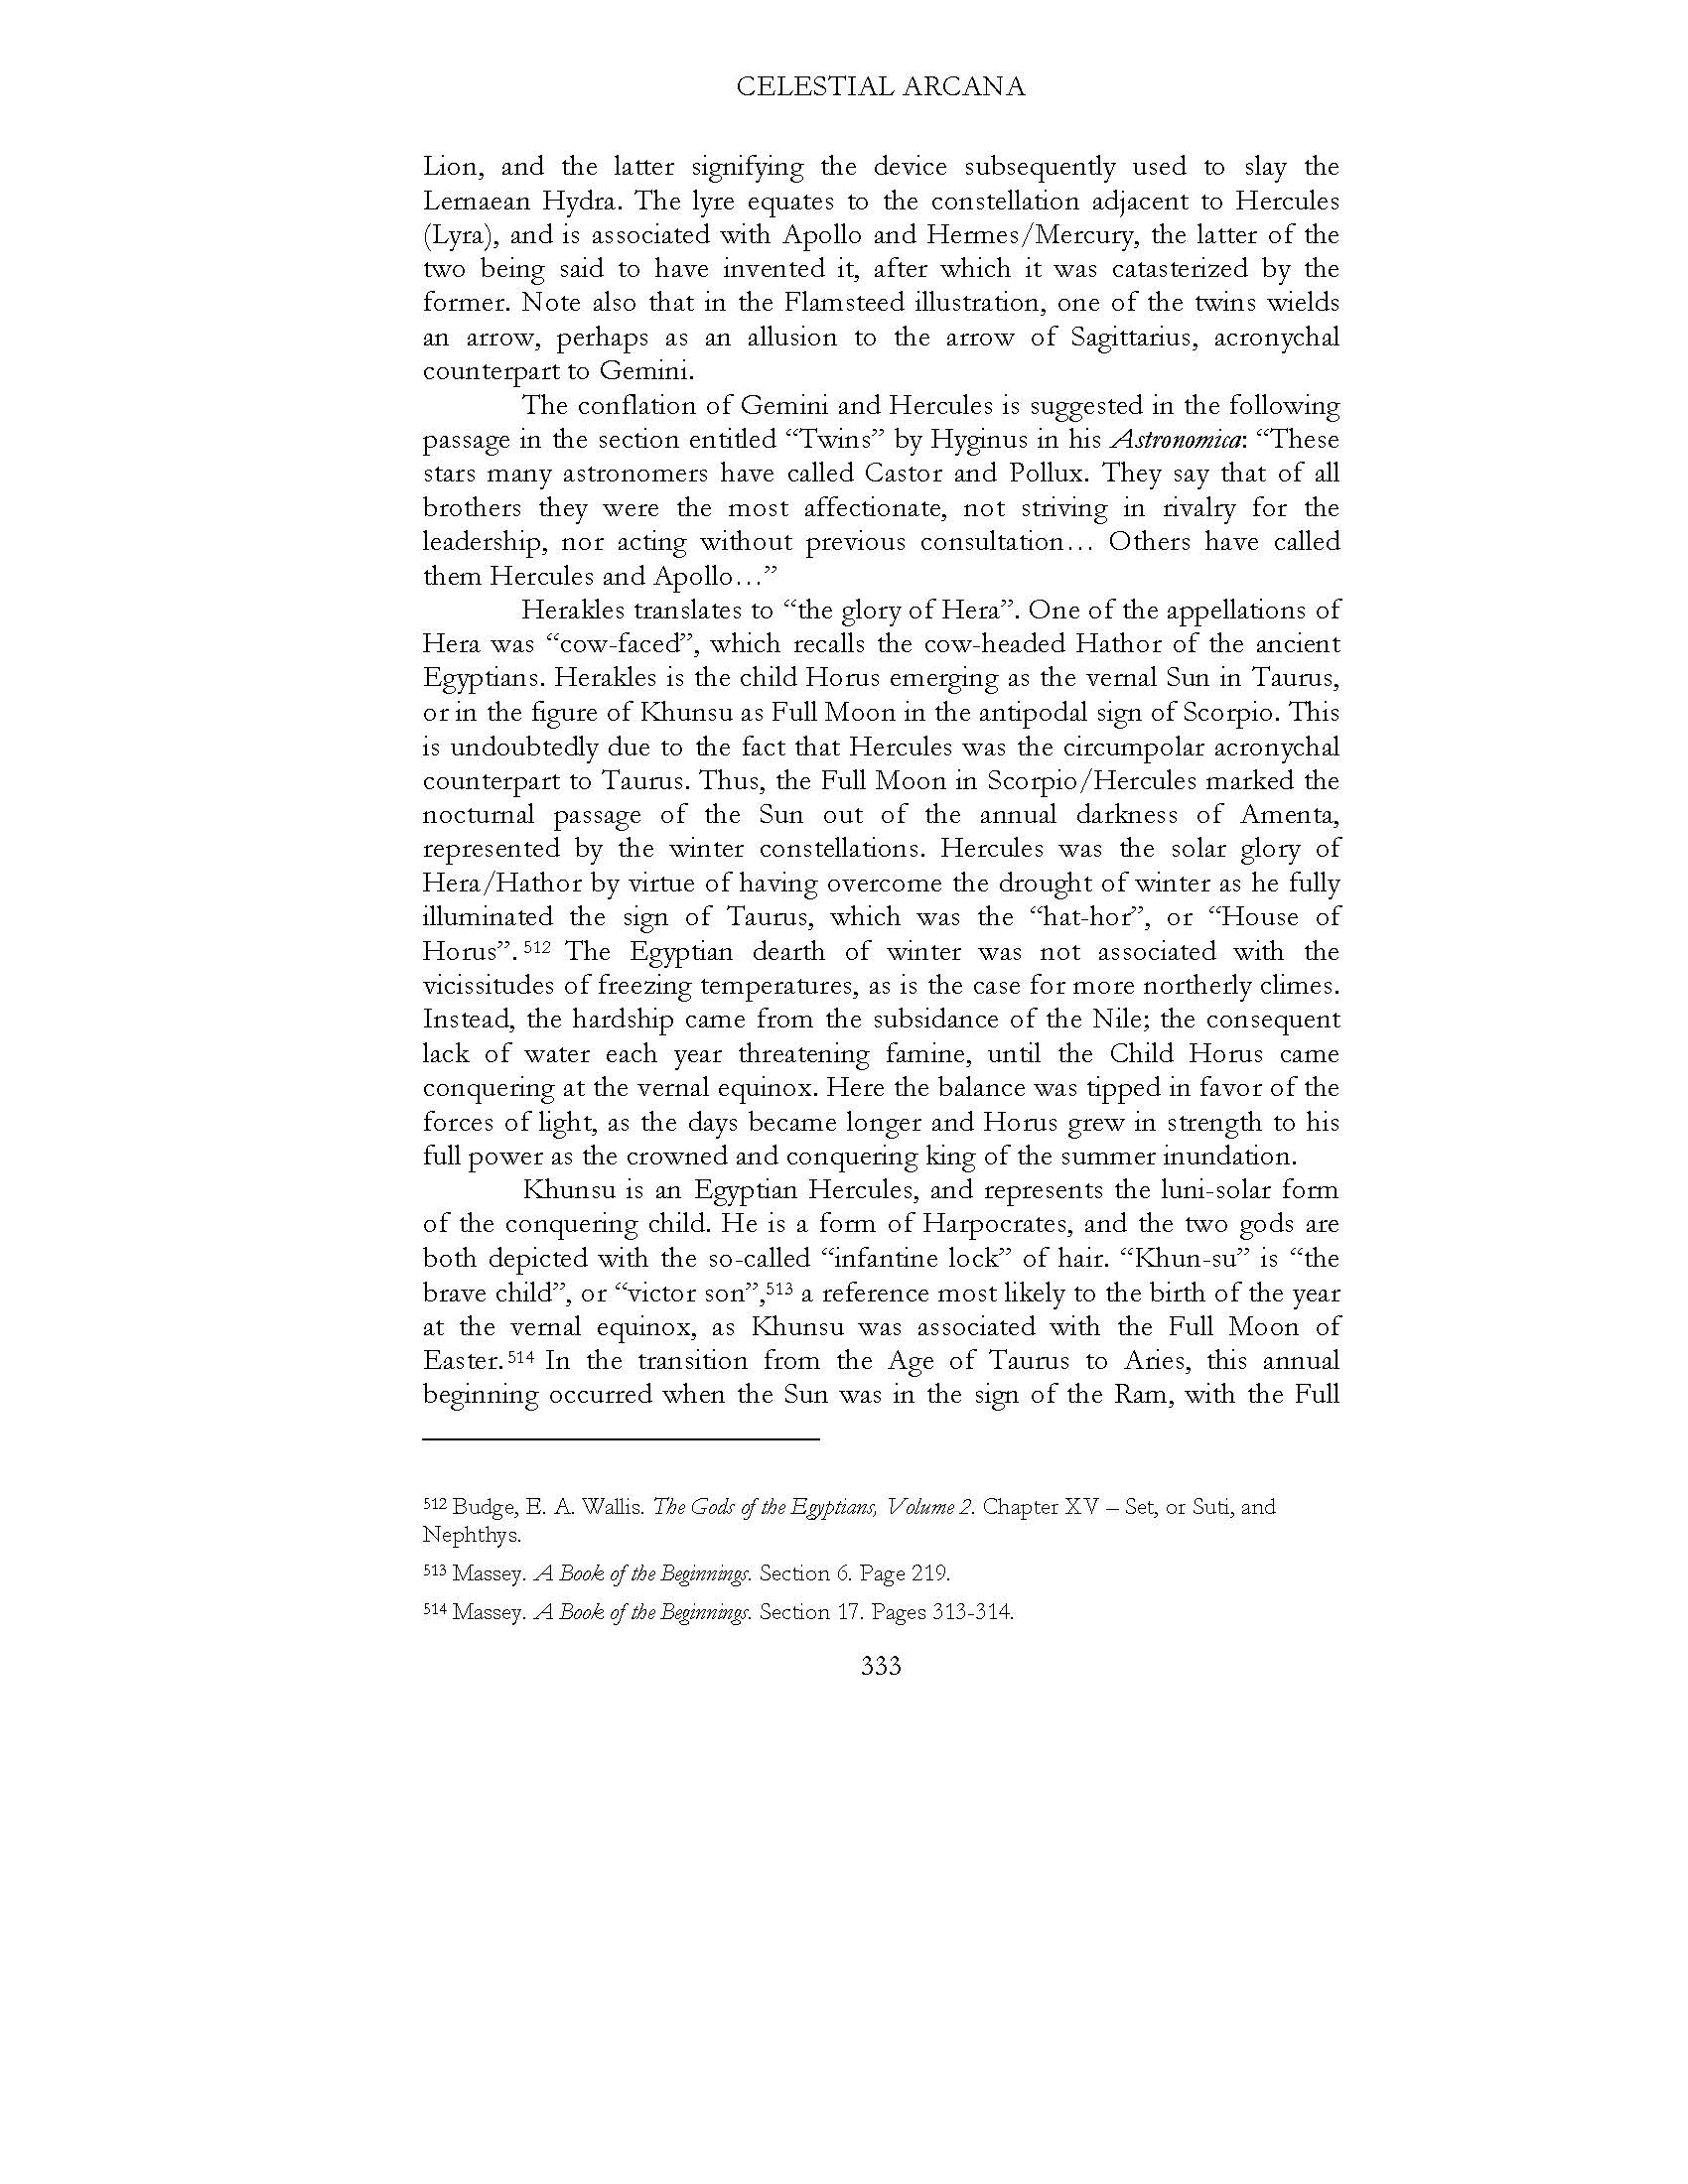 CELESTIAL ARCANA
Lion, and the latter signifying the device subsequently used to slay the
Lernaean Hydra. The lyre equates to the constellation adjacent to Hercules
(Lyra), and is associated with Apollo and Hermes/Mercury, the latter of the
two being said to have invented it, after which it was catasterized by the
former. Note also that in the Flamsteed illustration, one of the twins wields
an arrow, perhaps as an allusion to the arrow of Sagittarius, acronychal
counterpart to Gemini.
The conflation of Gemini and Hercules is suggested in the following
passage in the section entitled “Twins” by Hyginus in his Astronomica: “These
stars many astronomers have called Castor and Pollux. They say that of all
brothers they were the most affectionate, not striving in rivalry for the
leadership, nor acting without previous consultation… Others have called
them Hercules and Apollo…”
Herakles translates to “the glory of Hera”. One of the appellations of
Hera was “cow-faced”, which recalls the cow-headed Hathor of the ancient
Egyptians. Herakles is the child Horus emerging as the vernal Sun in Taurus,
or in the figure of Khunsu as Full Moon in the antipodal sign of Scorpio. This
is undoubtedly due to the fact that Hercules was the circumpolar acronychal
counterpart to Taurus. Thus, the Full Moon in Scorpio/Hercules marked the
nocturnal passage of the Sun out of the annual darkness of Amenta,
represented by the winter constellations. Hercules was the solar glory of
Hera/Hathor by virtue of having overcome the drought of winter as he fully
illuminated the sign of Taurus, which was the “hat-hor”, or “House of
Horus”. 512 The Egyptian dearth of winter was not associated with the
vicissitudes of freezing temperatures, as is the case for more northerly climes.
Instead, the hardship came from the subsidance of the Nile; the consequent
lack of water each year threatening famine, until the Child Horus came
conquering at the vernal equinox. Here the balance was tipped in favor of the
forces of light, as the days became longer and Horus grew in strength to his
full power as the crowned and conquering king of the summer inundation.
Khunsu is an Egyptian Hercules, and represents the luni-solar form
of the conquering child. He is a form of Harpocrates, and the two gods are
both depicted with the so-called “infantine lock” of hair. “Khun-su” is “the
brave child”, or “victor son”,513 a reference most likely to the birth of the year
at the vernal equinox, as Khunsu was associated with the Full Moon of
Easter. 514 In the transition from the Age of Taurus to Aries, this annual
beginning occurred when the Sun was in the sign of the Ram, with the Full
512 Budge, E. A. Wallis. The Gods of the Egyptians, Volume 2. Chapter XV – Set, or Suti, and
Nephthys.
513 Massey. A Book of the Beginnings. Section 6. Page 219.
514 Massey. A Book of the Beginnings. Section 17. Pages 313-314.
333